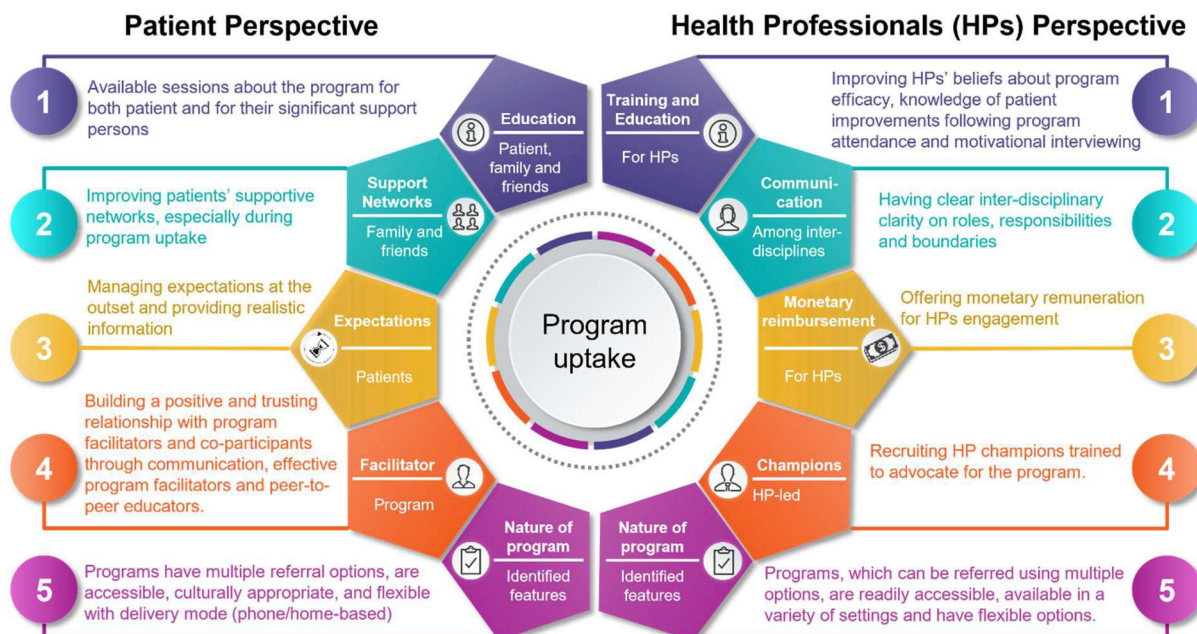 Patient Perspective
1
Available sessions about the program for
both patient and for their significant support
persons
Education
Patient,
family and
friends
2
Improving patients' supportive
networks, especially during
program uptake
Support
Networks
Family and
friends
3
Managing expectations at the
outset and providing realistic
information
Expectations
Patients
4
Building a positive and trusting
relationship with program
facilitators and co-participants
through communication, effective
program facilitators and peer-to-
peer educators.
Facilitator
Program
5
Programs have multiple referral options, are
accessible, culturally appropriate, and flexible
with delivery mode (phone/home-based)
Nature of
program
Identified
features
Program
uptake
Health Professionals (HPs) Perspective
Training and
Education
For HPs
Improving HPs' beliefs about program
efficacy, knowledge of patient
improvements following program
attendance and motivational interviewing
1
Communi-
cation
Among inter-
disciplines
Having clear inter-disciplinary
clarity on roles, responsibilities
and boundaries
2
Monetary
reimbursement
For HPs
$
Offering monetary remuneration
for HPs engagement
3
Champions
HP-led
Recruiting HP champions trained
to advocate for the program.
4
Nature of
program
Identified
features
Programs, which can be referred using multiple
options, are readily accessible, available in a
variety of settings and have flexible options.
5